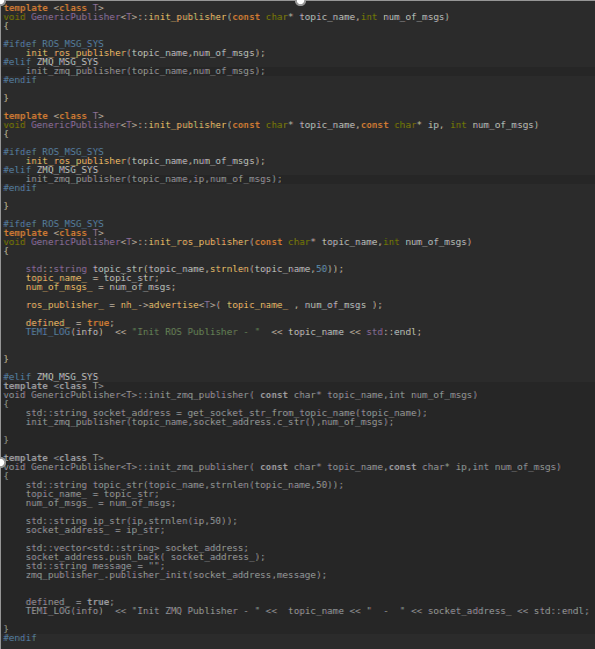 template <class T>
void GenericPublisher<T>::init_publisher(const char* topic_name,int num_of_msgs)
{
#ifdef ROS_MSG_SYS
    init_ros_publisher(topic_name,num_of_msgs);
#elif ZMQ_MSG_SYS
    init_zmq_publisher(topic_name,num_of_msgs);
#endif
}
template <class T>
void GenericPublisher<T>::init_publisher(const char* topic_name,const char* ip, int num_of_msgs)
{
#ifdef ROS_MSG_SYS
    init_ros_publisher(topic_name,num_of_msgs);
#elif ZMQ_MSG_SYS
    init_zmq_publisher(topic_name,ip,num_of_msgs);
#endif
}
#ifdef ROS_MSG_SYS
template <class T>
void GenericPublisher<T>::init_ros_publisher(const char* topic_name,int num_of_msgs)
{
    std::string topic_str(topic_name,strnlen(topic_name,50));
    topic_name_ = topic_str;
    num_of_msgs_ = num_of_msgs;
    ros_publisher_ = nh_->advertise<T>( topic_name_ , num_of_msgs );
    defined_ = true;
    TEMI_LOG(info)  << "Init ROS Publisher - "  << topic_name << std::endl;
}
#elif ZMQ_MSG_SYS
template <class T>
void GenericPublisher<T>::init_zmq_publisher( const char* topic_name,int num_of_msgs)
{
    std::string socket_address = get_socket_str_from_topic_name(topic_name);
    init_zmq_publisher(topic_name,socket_address.c_str(),num_of_msgs);
}
template <class T>
void GenericPublisher<T>::init_zmq_publisher( const char* topic_name,const char* ip,int num_of_msgs)
{
    std::string topic_str(topic_name,strnlen(topic_name,50));
    topic_name_ = topic_str;
    num_of_msgs_ = num_of_msgs;
    std::string ip_str(ip,strnlen(ip,50));
    socket_address_ = ip_str;
    std::vector<std::string> socket_address;
    socket_address.push_back( socket_address_);
    std::string message = "";
    zmq_publisher_.publisher_init(socket_address,message);
    defined_ = true;
    TEMI_LOG(info)  << "Init ZMQ Publisher - " <<  topic_name << "  -  " << socket_address_ << std::endl;
}
#endif